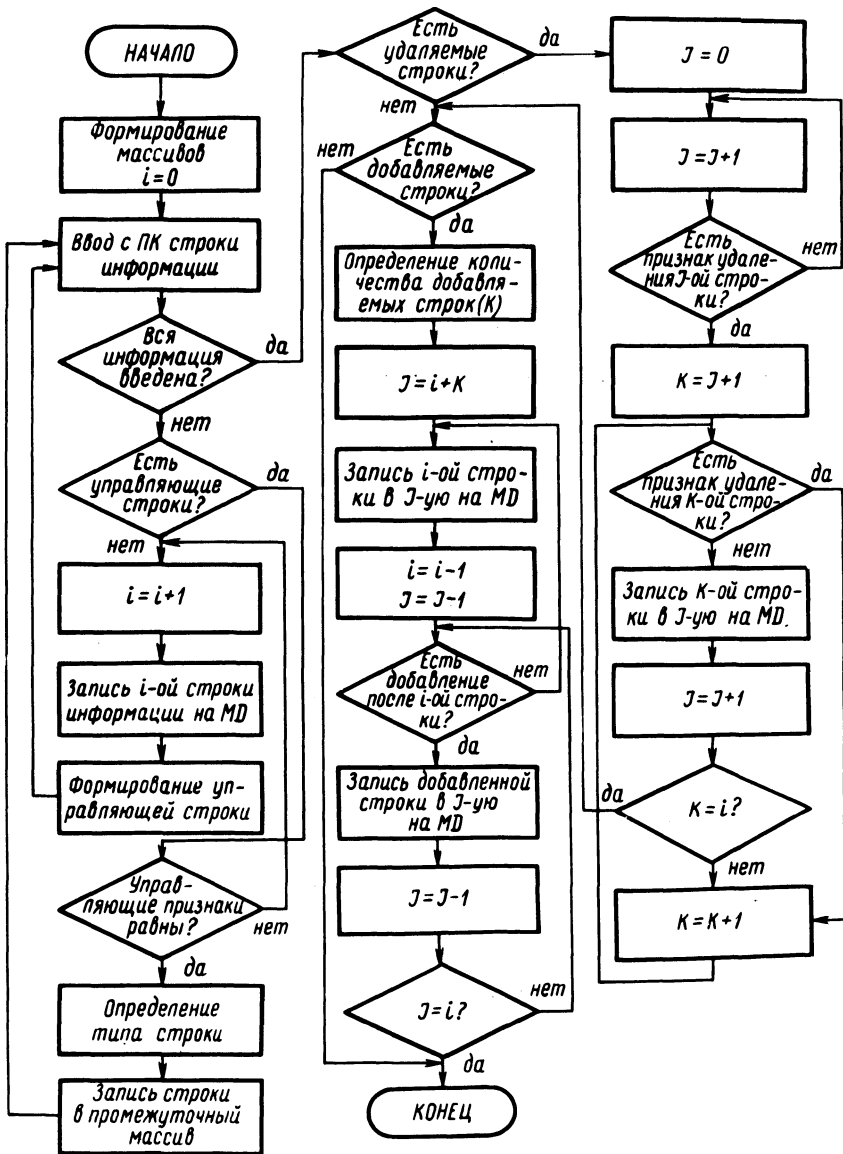 НАЧАЛО
Формирование
массивов
i=0
Ввод с ПК строки
информации
Вся
информация
введена?
да
нет
Есть
управляющие
строки?
да
нет
i=i+1
Запись i-ой строки
информации на MD
Формирование уп-
равляющей строки
Управ-
ляющие признаки
равны?
нет
да
Определение
типа строки
Запись строки
в промежуточный
массив
Есть
удаляемые
строки?
да
нет
нет
Есть
добавляемые
строки?
да
Определение коли-
чества добавля-
емых строк(K)
J=i+K
Запись i-ой стро-
ки в J-ую на MD
i=i-1
J=J-1
Есть
добавление
после i-ой стро-
ки?
нет
да
Запись добавленной
строки в J-ую
на MD
J=J-1
J=i?
нет
да
КОНЕЦ
J=0
J=J+1
Есть
признак удале-
ния J-ой стро-
ки?
нет
да
K=J+1
Есть
признак удале-
ния K-ой стро-
ки?
да
нет
Запись K-ой стро-
ки в J-ую на MD.
J=J+1
да
K=i?
нет
K=K+1